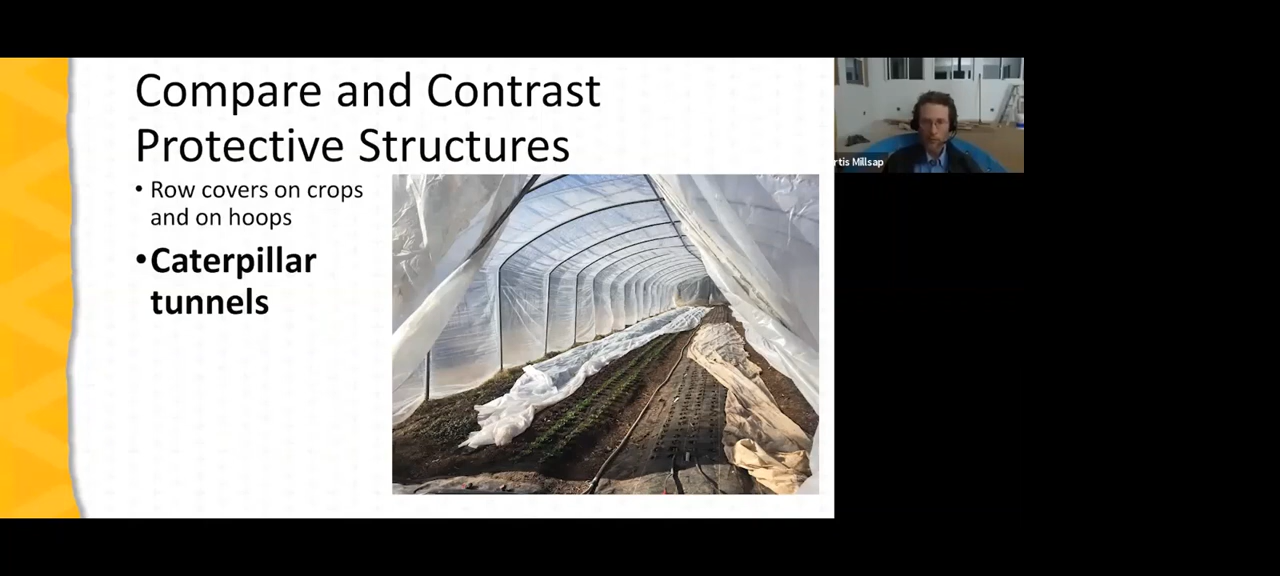 Compare and Contrast
Protective Structures
• Row covers on crops
and on hoops
•Caterpillar
tunnels
rtis Millsap